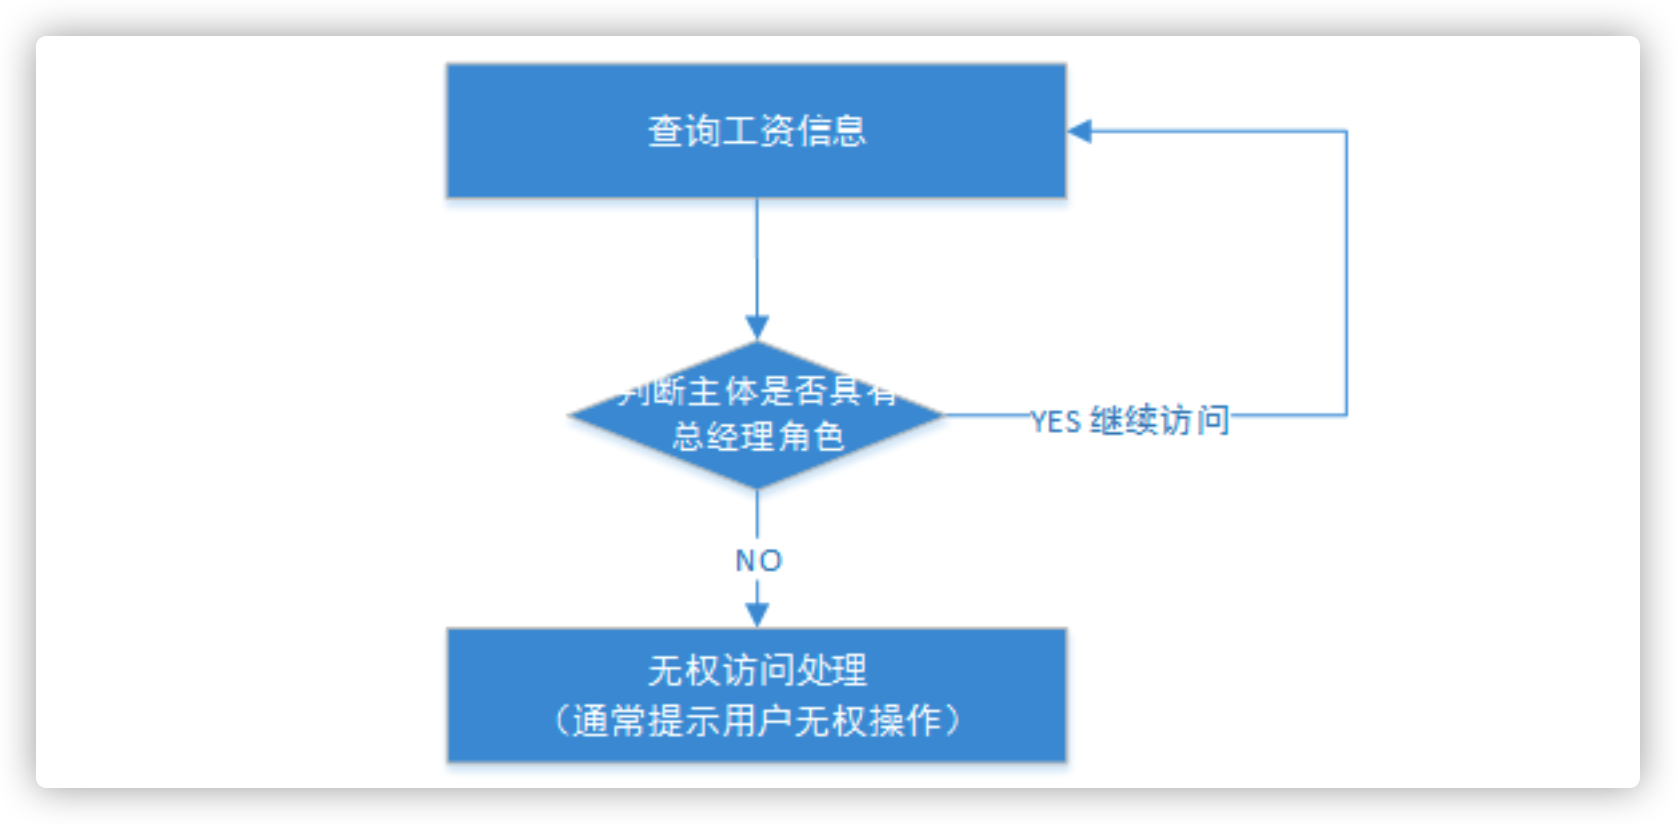 查询工资信息
判断主体是否具有
总经理角色
YES 继续访问
NO
无权访问处理
（通常提示用户无权操作）